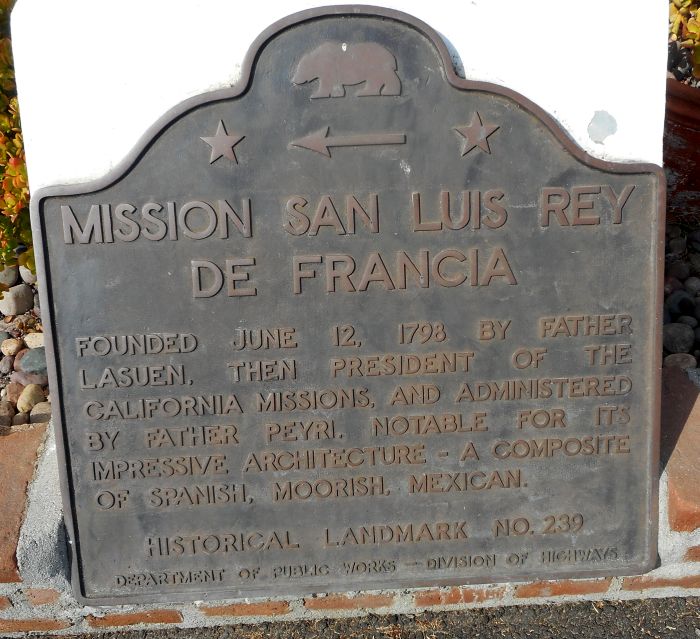 MISSION SAN LUIS REY
DE FRANCIA
FOUNDED JUNE 12, 1798 BY FATHER
LASUEN, THEN PRESIDENT OF THE
CALIFORNIA MISSIONS, AND ADMINISTERED
BY FATHER PEYRI. NOTABLE FOR ITS
IMPRESSIVE ARCHITECTURE - A COMPOSITE
OF SPANISH, MOORISH, MEXICAN.
HISTORICAL LANDMARK NO. 239
DEPARTMENT OF PUBLIC WORKS — DIVISION OF HIGHWAYS